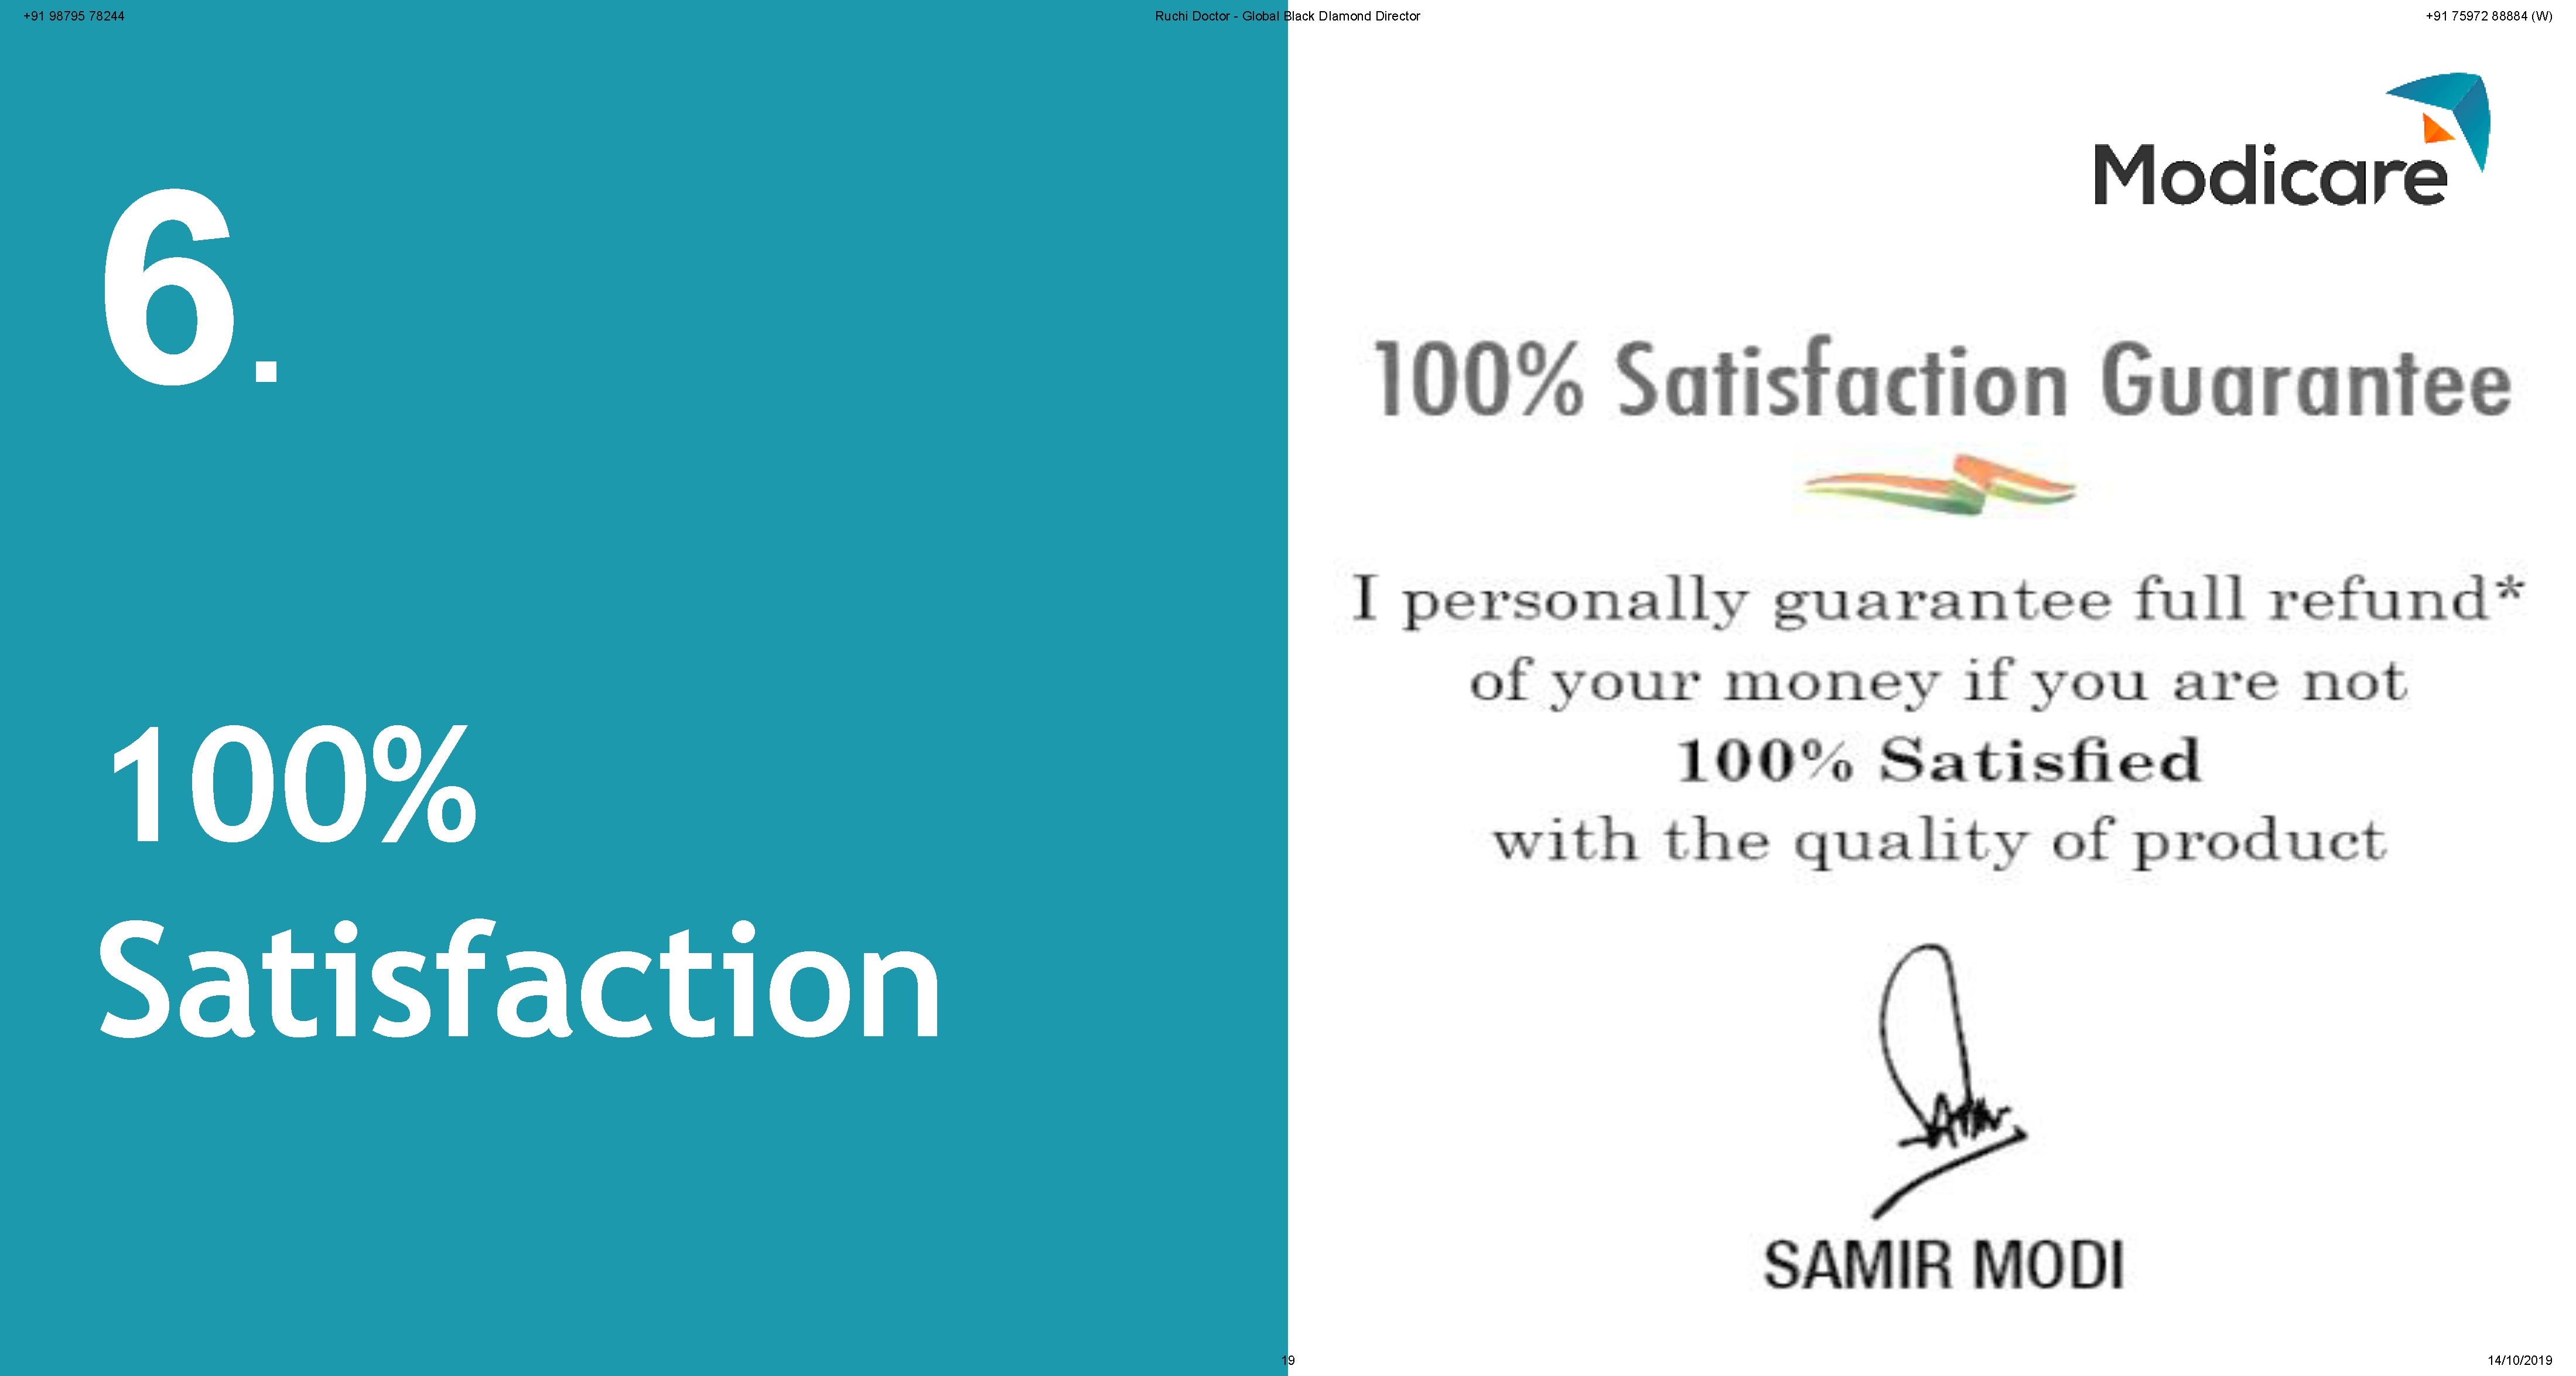 +91 98795 78244
Ruchi Doctor - Global Black DIamond Director
+91 75972 88884 (W)
6.
100%
Satisfaction
Modicare
100% Satisfaction Guarantee
I personally guarantee full refund*
of your money if you are not
100% Satisfied
with the quality of product
SAMIR MODI
19
14/10/2019